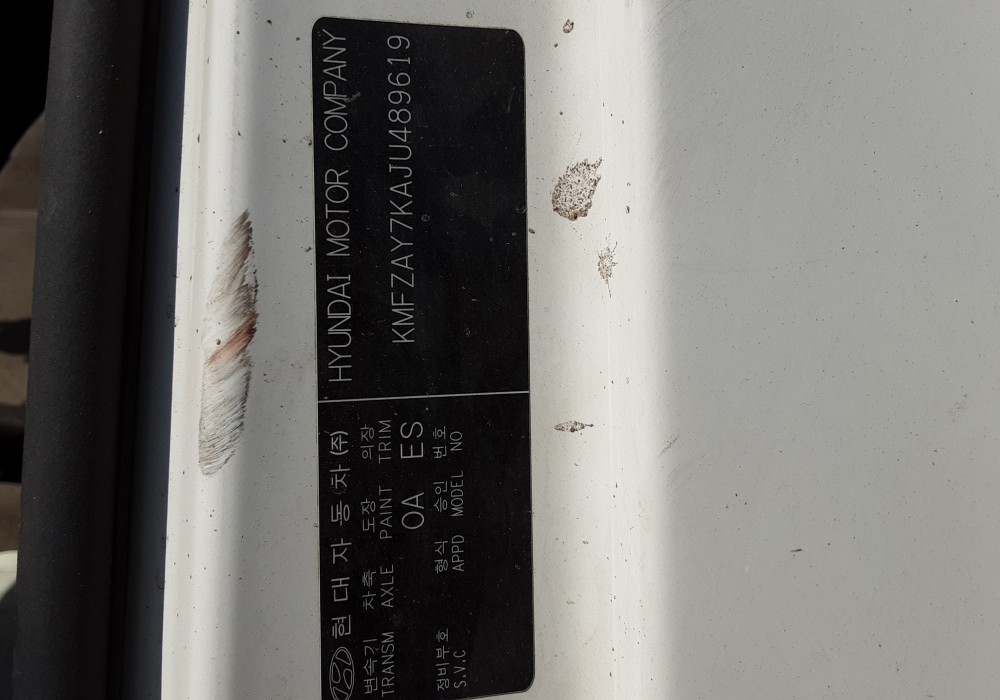 현대자동차(주) HYUNDAI MOTOR COMPANY
변속기 차축 도장 의장
TRANSM AXLE PAINT TRIM
KMFZAY7KAJU489619
OA ES
정비부호 형식 승인 번호
S.V.C APPD MODEL NO